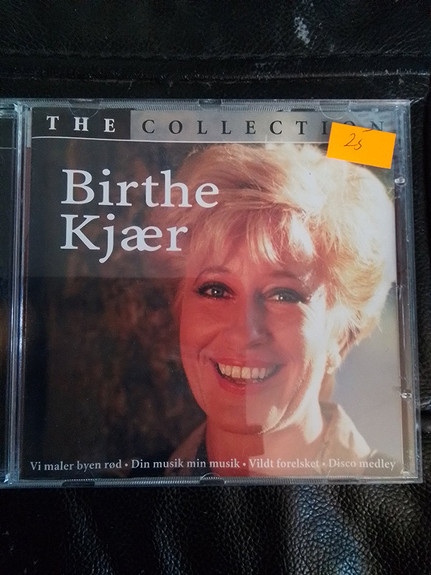 THE COLLECTION
25
Birthe
Kjær
Vi maler byen rød • Din musik min musik • Vildt forelsket • Disco medley